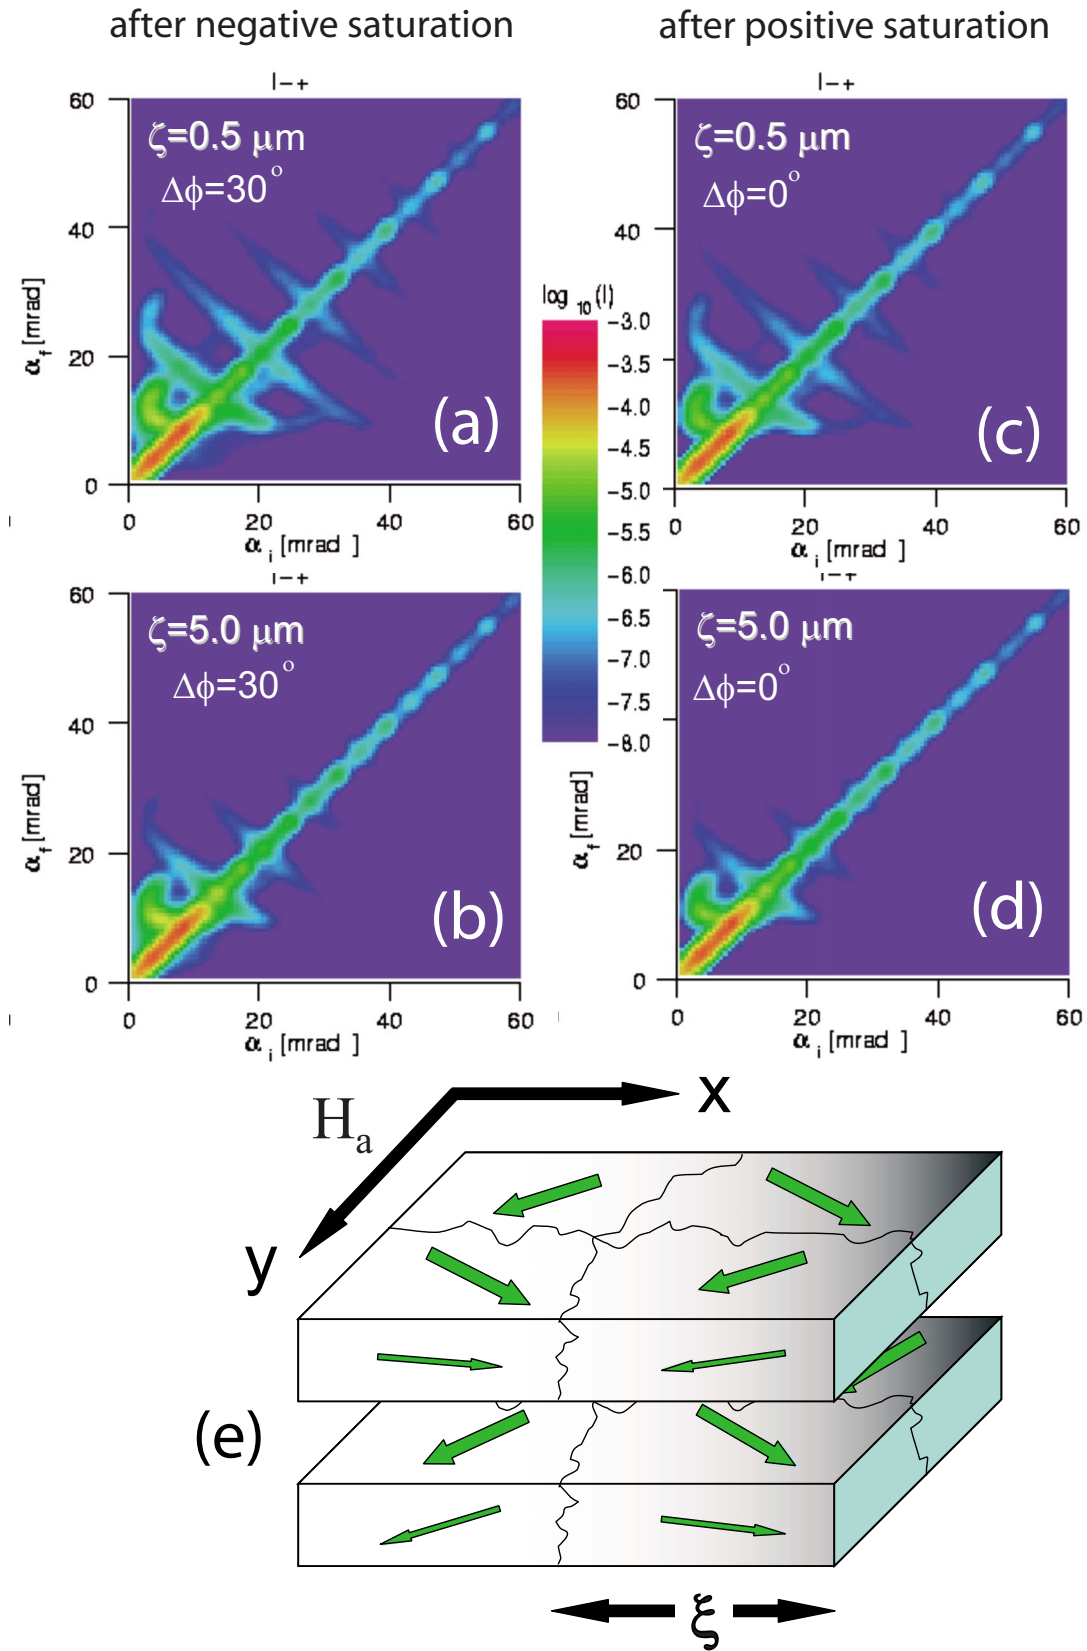 after negative saturation
after positive saturation
I-+
60
40
20
0
ζ=0.5 μm
Δϕ=30°
(a)
α_f [mrad]
0 20 40 60
α_i [mrad ]
I-+
60
40
20
0
ζ=0.5 μm
Δϕ=0°
(c)
0 20 40 60
α_i [mrad ]
log 10 (I)
-3.0
-3.5
-4.0
-4.5
-5.0
-5.5
-6.0
-6.5
-7.0
-7.5
-8.0
I-+
60
40
20
0
ζ=5.0 μm
Δϕ=30°
(b)
α_f [mrad]
0 20 40 60
α_i [mrad ]
I-+
20
0
ζ=5.0 μm
Δϕ=0°
(d)
α_f [mrad]
0 20 40 60
α_i [mrad ]
H_a
x
y
(e)
ξ